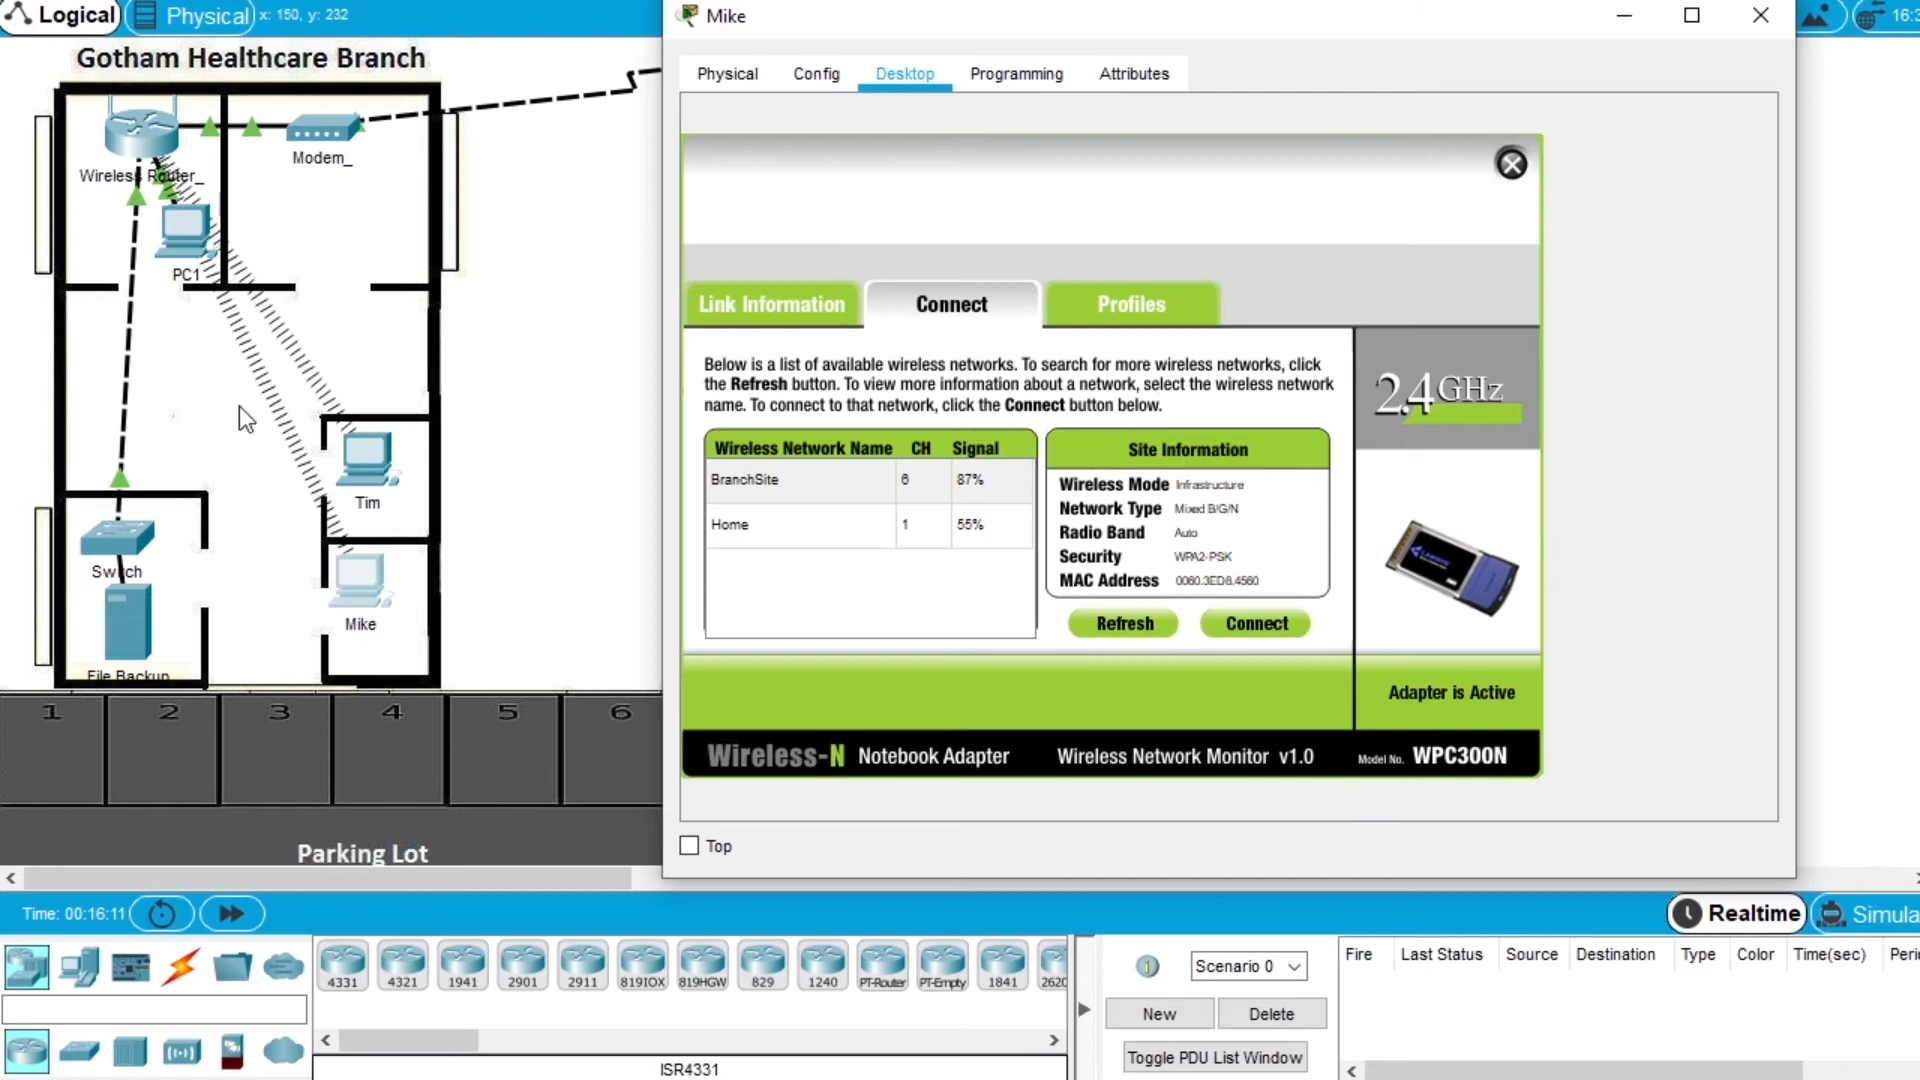 Logical
Physical
x: 150, y: 232
Mike
16:3
Gotham Healthcare Branch
Physical
Config
Desktop
Programming
Attributes
Modem_
Wireless Router_
PC1
Tim
Mike
Switch
File Backup
Link Information
Connect
Profiles
Below is a list of available wireless networks. To search for more wireless networks, click
the Refresh button. To view more information about a network, select the wireless network
name. To connect to that network, click the Connect button below.
2.4GHz
Wireless Network Name CH Signal
BranchSite 6 87%
Home 1 55%
Site Information
Wireless Mode Infrastructure
Network Type Mixed B/G/N
Radio Band Auto
Security WPA2-PSK
MAC Address 0060.3ED8.4560
Refresh
Connect
Adapter is Active
Wireless-N Notebook Adapter Wireless Network Monitor v1.0 Model No. WPC300N
1 2 3 4 5 6
Parking Lot
Top
Time: 00:16:11
Realtime
Simula
4331 4321 1941 2901 2911 819IOX 819HGW 829 1240 PT-Router PT-Empty 1841 2620
ISR4331
Scenario 0
New
Delete
Toggle PDU List Window
Fire Last Status Source Destination Type Color Time(sec) Peri